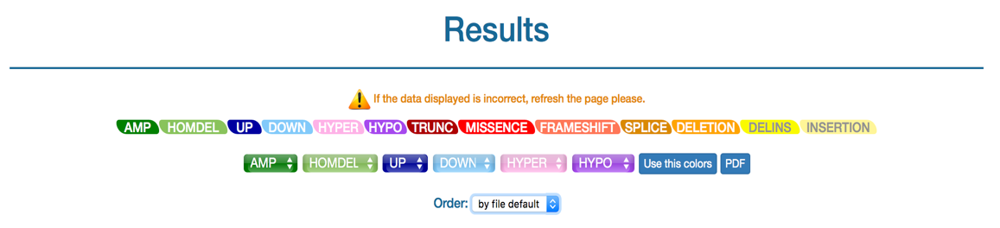 Results
If the data displayed is incorrect, refresh the page please.
AMP HOMDEL UP DOWN HYPER HYPO TRUNC MISSENCE FRAMESHIFT SPLICE DELETION DELINS INSERTION
AMP HOMDEL UP DOWN HYPER HYPO Use this colors PDF
Order: by file default